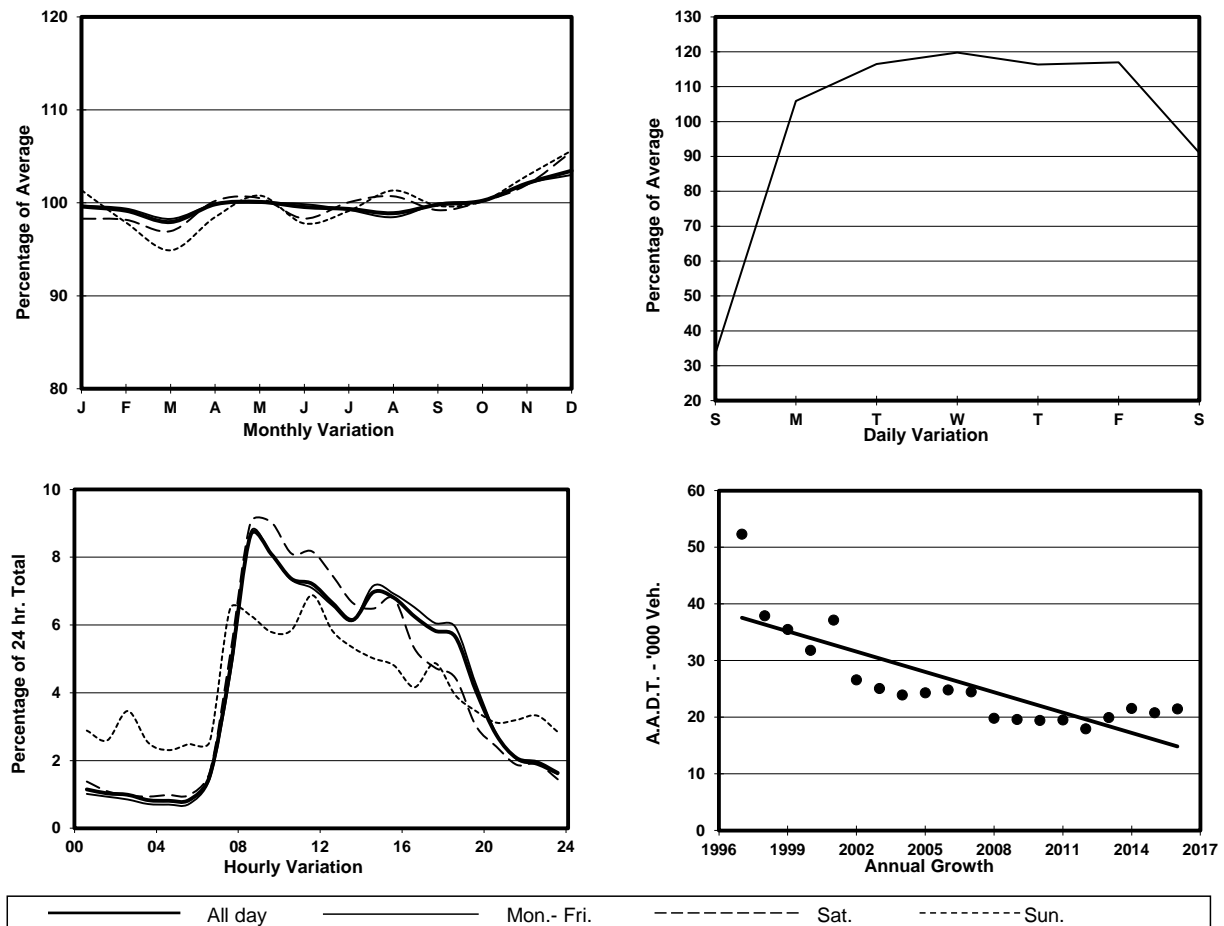 120
110
100
90
80
Percentage of Average
J F M A M J J A S O N D
Monthly Variation
130
120
110
100
90
80
70
60
50
40
30
20
Percentage of Average
S M T W T F S
Daily Variation
10
8
6
4
2
0
Percentage of 24 hr. Total
00 04 08 12 16 20 24
Hourly Variation
60
50
40
30
20
10
0
A.A.D.T. - '000 Veh.
1996 1999 2002 2005 2008 2011 2014 2017
Annual Growth
All day Mon.- Fri. Sat. Sun.